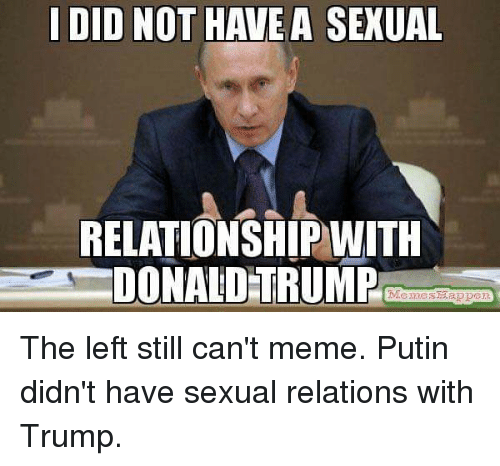 I DID NOT HAVE A SEXUAL
RELATIONSHIP WITH
DONALD TRUMP
MemesHappen
The left still can't meme. Putin
didn't have sexual relations with
Trump.